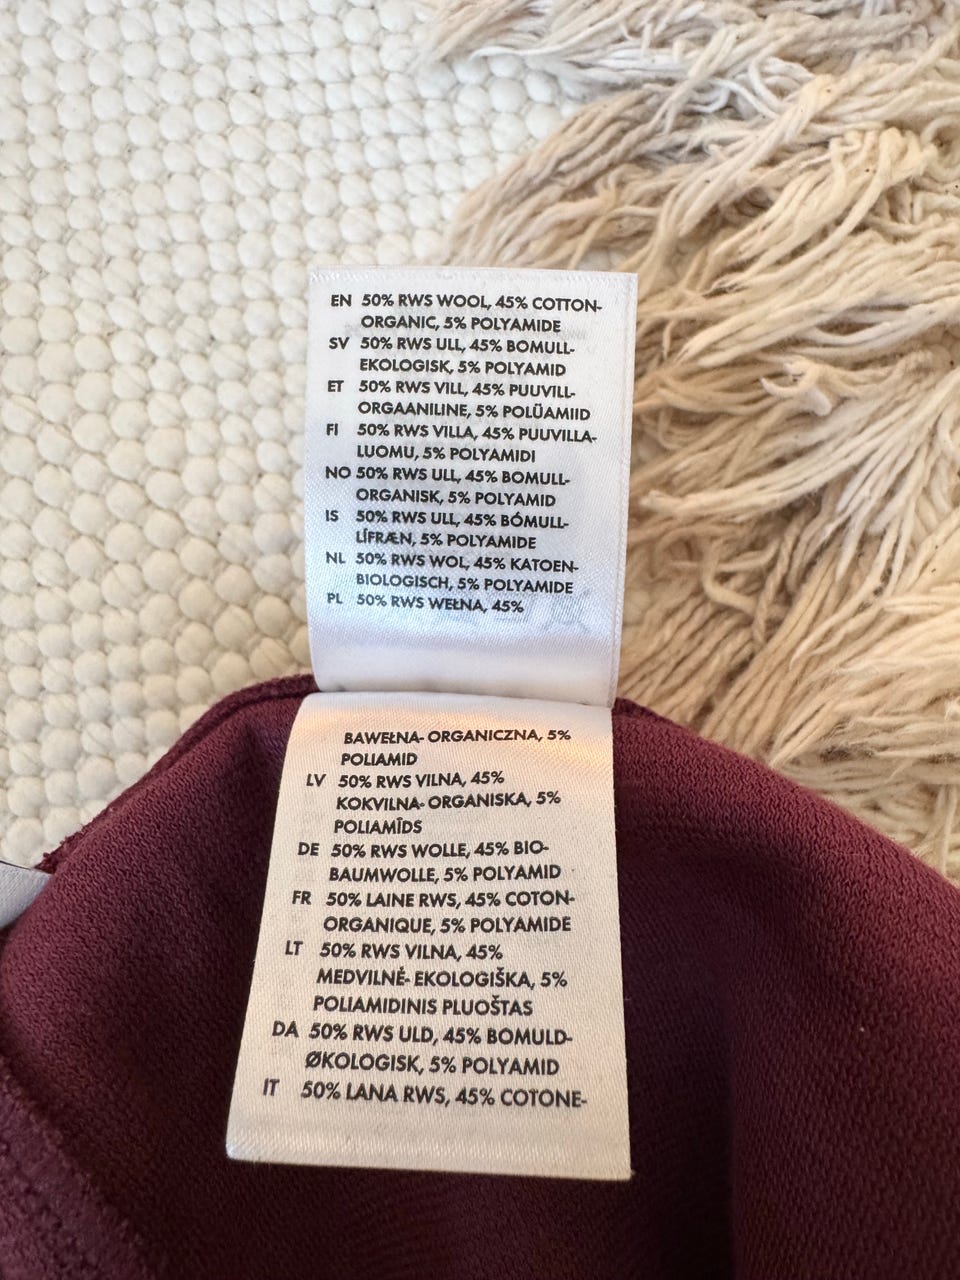 EN 50% RWS WOOL, 45% COTTON-
ORGANIC, 5% POLYAMIDE
SV 50% RWS ULL, 45% BOMULL-
EKOLOGISK, 5% POLYAMID
ET 50% RWS VILL, 45% PUUVILL-
ORGAANILINE, 5% POLÜAMIID
FI 50% RWS VILLA, 45% PUUVILLA-
LUOMU, 5% POLYAMIDI
NO 50% RWS ULL, 45% BOMULL-
ORGANISK, 5% POLYAMID
IS 50% RWS ULL, 45% BÓMULL-
LÍFRÆN, 5% POLYAMIDE
NL 50% RWS WOL, 45% KATOEN-
BIOLOGISCH, 5% POLYAMIDE
PL 50% RWS WEŁNA, 45%
BAWEŁNA- ORGANICZNA, 5%
POLIAMID
LV 50% RWS VILNA, 45%
KOKVILNA- ORGANISKA, 5%
POLIAMĪDS
DE 50% RWS WOLLE, 45% BIO-
BAUMWOLLE, 5% POLYAMID
FR 50% LAINE RWS, 45% COTON-
ORGANIQUE, 5% POLYAMIDE
LT 50% RWS VILNA, 45%
MEDVILNĖ- EKOLOGIŠKA, 5%
POLIAMIDINIS PLUOŠTAS
DA 50% RWS ULD, 45% BOMULD-
ØKOLOGISK, 5% POLYAMID
IT 50% LANA RWS, 45% COTONE-